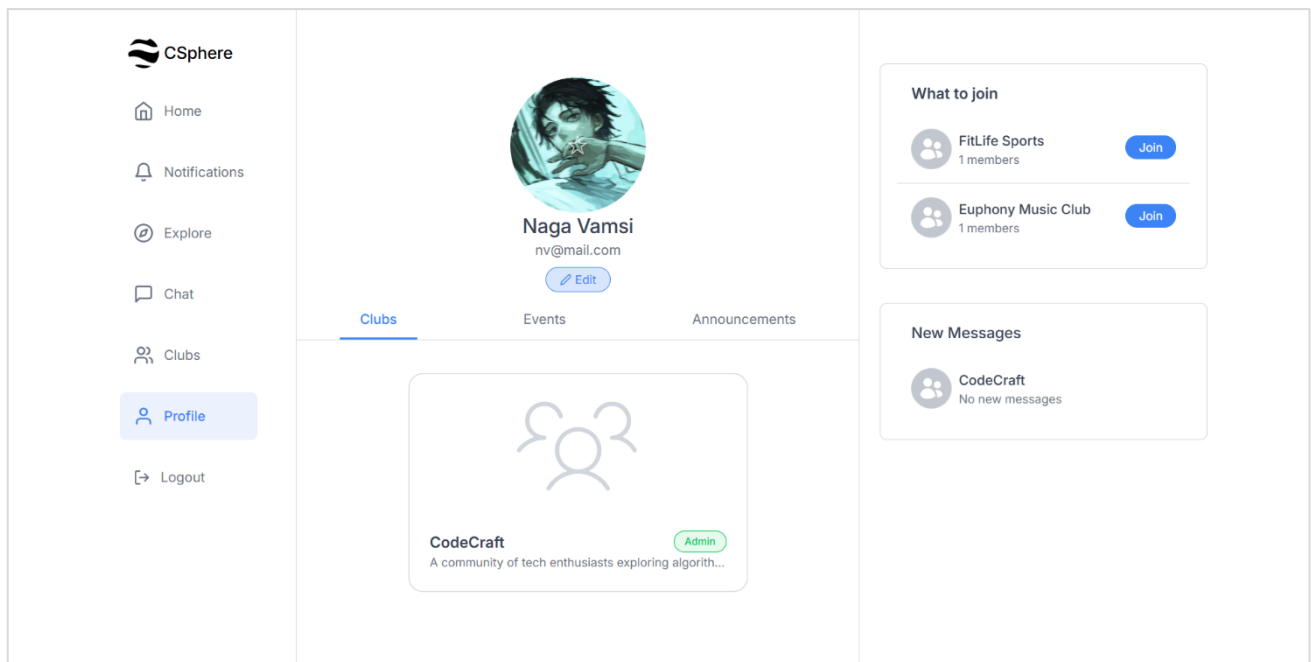 CSphere
Home
Notifications
Explore
Chat
Clubs
Profile
Logout
Naga Vamsi
nv@mail.com
Edit
Clubs
Events
Announcements
CodeCraft
Admin
A community of tech enthusiasts exploring algorith...
What to join
FitLife Sports
1 members
Join
Euphony Music Club
1 members
Join
New Messages
CodeCraft
No new messages